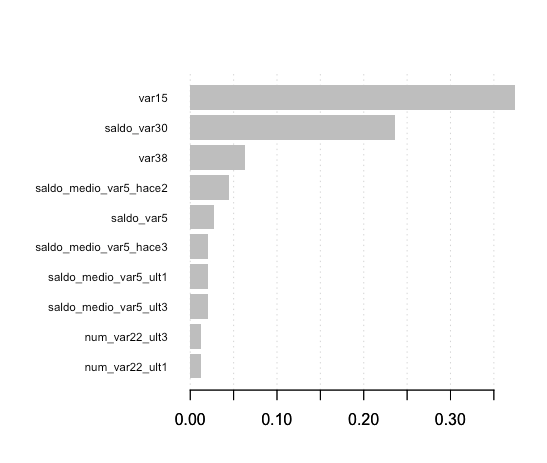 var15
saldo_var30
var38
saldo_medio_var5_hace2
saldo_var5
saldo_medio_var5_hace3
saldo_medio_var5_ult1
saldo_medio_var5_ult3
num_var22_ult3
num_var22_ult1
0.00 0.10 0.20 0.30